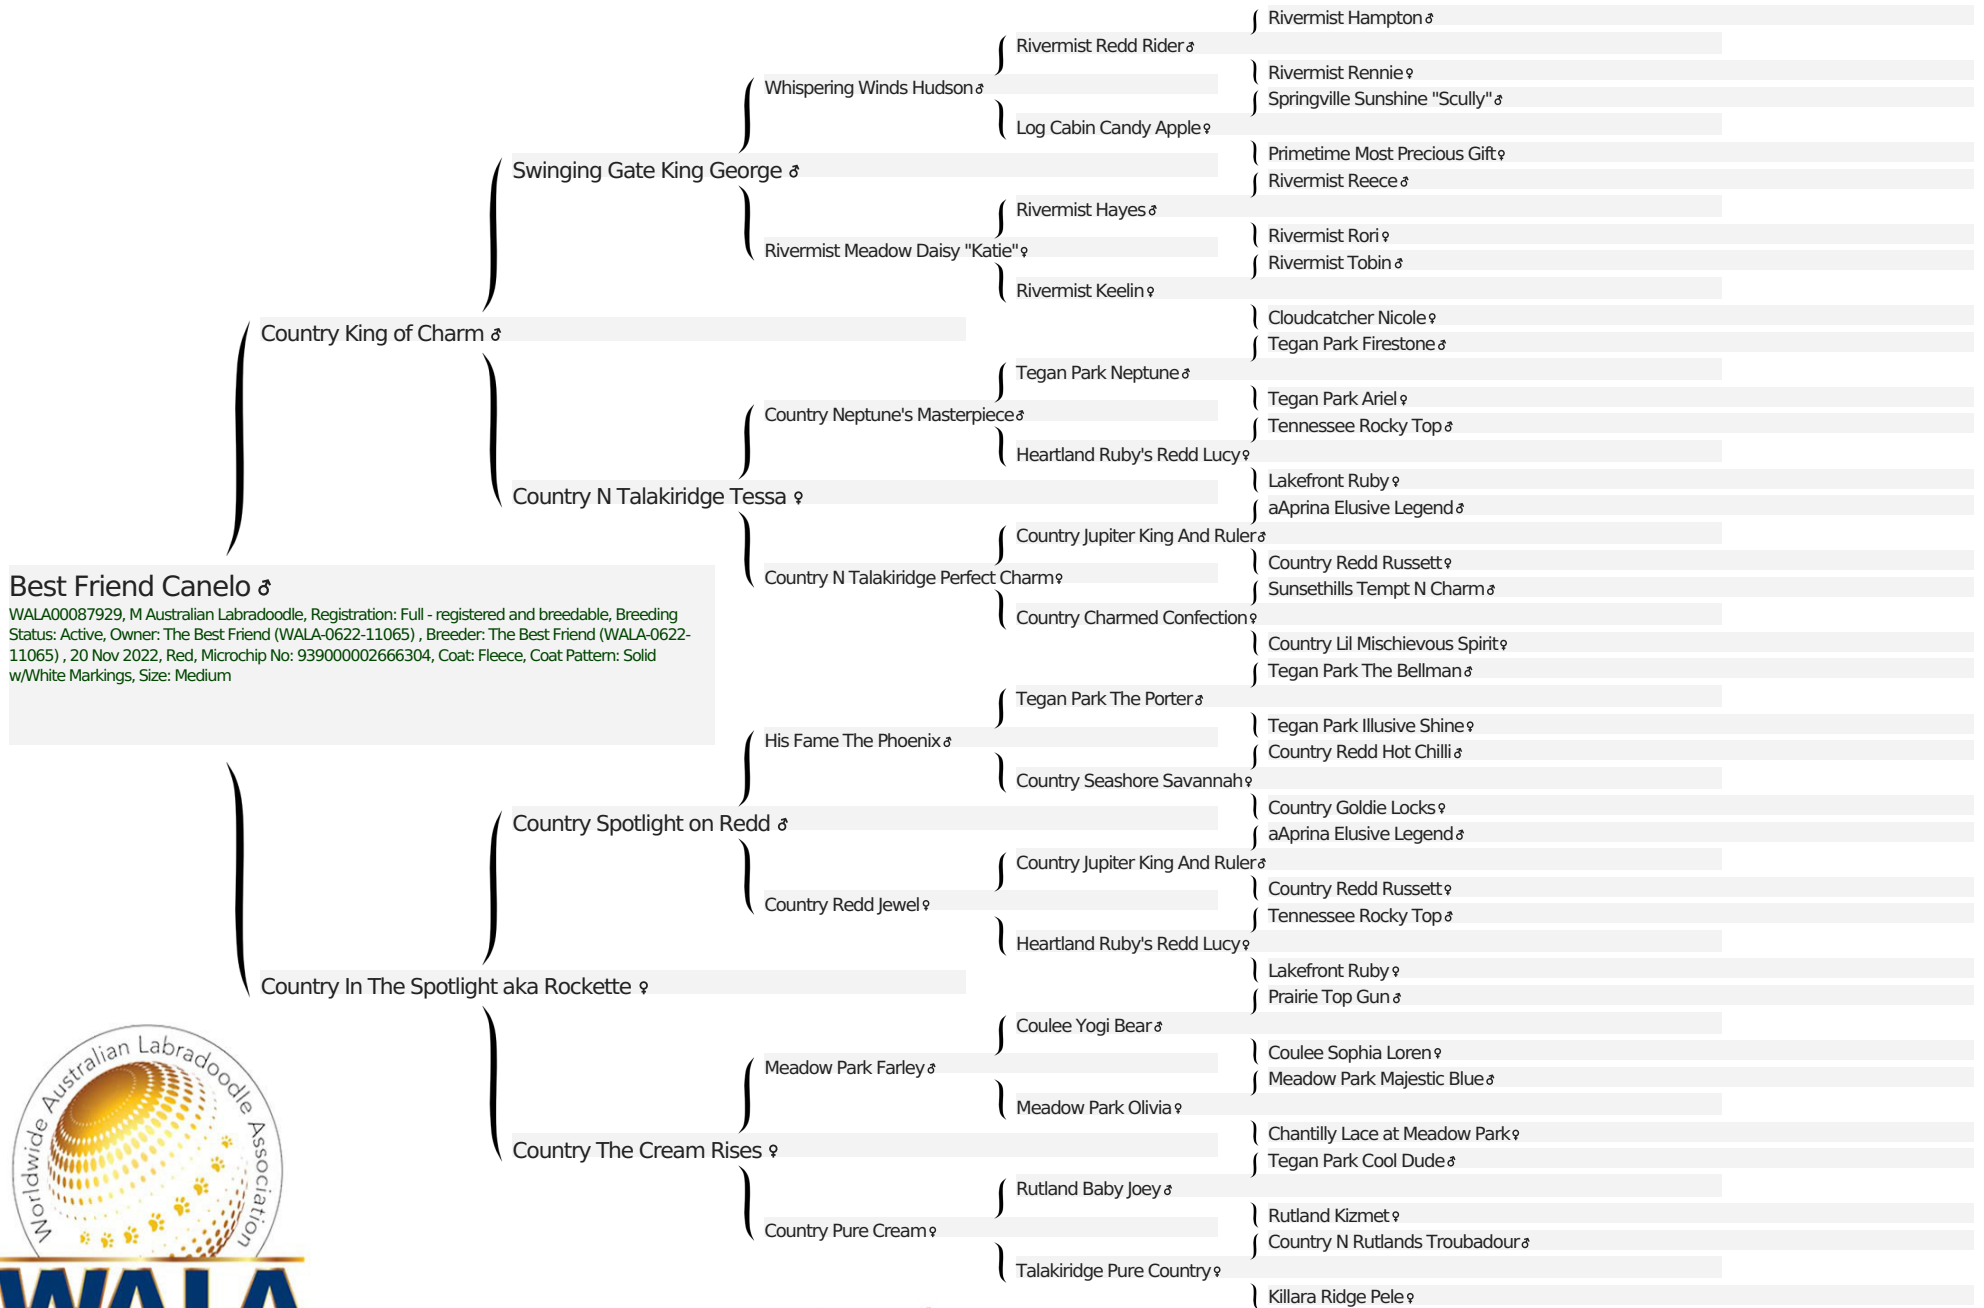 Rivermist Hampton♂
Rivermist Redd Rider♂
Rivermist Rennie♀
Whispering Winds Hudson♂
Springville Sunshine "Scully"♂
Log Cabin Candy Apple♀
Primetime Most Precious Gift♀
Swinging Gate King George ♂
Rivermist Reece♂
Rivermist Hayes♂
Rivermist Rori♀
Rivermist Meadow Daisy "Katie"♀
Rivermist Tobin♂
Rivermist Keelin♀
Cloudcatcher Nicole♀
Country King of Charm ♂
Tegan Park Firestone♂
Tegan Park Neptune♂
Tegan Park Ariel♀
Country Neptune's Masterpiece♂
Tennessee Rocky Top♂
Heartland Ruby's Redd Lucy♀
Lakefront Ruby♀
Country N Talakiridge Tessa ♀
aAprina Elusive Legend♂
Country Jupiter King And Ruler♂
Country Redd Russett♀
Country N Talakiridge Perfect Charm♀
Sunsethills Tempt N Charm♂
Country Charmed Confection♀
Country Lil Mischievous Spirit♀
Best Friend Canelo ♂
WALA00087929, M Australian Labradoodle, Registration: Full - registered and breedable, Breeding
Status: Active, Owner: The Best Friend (WALA-0622-11065) , Breeder: The Best Friend (WALA-0622-
11065) , 20 Nov 2022, Red, Microchip No: 939000002666304, Coat: Fleece, Coat Pattern: Solid
w/White Markings, Size: Medium
Tegan Park The Bellman♂
Tegan Park The Porter♂
Tegan Park Illusive Shine♀
His Fame The Phoenix♂
Country Redd Hot Chilli♂
Country Seashore Savannah♀
Country Goldie Locks♀
Country Spotlight on Redd ♂
aAprina Elusive Legend♂
Country Jupiter King And Ruler♂
Country Redd Russett♀
Country Redd Jewel♀
Tennessee Rocky Top♂
Heartland Ruby's Redd Lucy♀
Lakefront Ruby♀
Country In The Spotlight aka Rockette ♀
Prairie Top Gun♂
Coulee Yogi Bear♂
Coulee Sophia Loren♀
Meadow Park Farley♂
Meadow Park Majestic Blue♂
Meadow Park Olivia♀
Chantilly Lace at Meadow Park♀
Country The Cream Rises ♀
Tegan Park Cool Dude♂
Rutland Baby Joey♂
Rutland Kizmet♀
Country Pure Cream♀
Country N Rutlands Troubadour♂
Talakiridge Pure Country♀
Killara Ridge Pele♀
Worldwide Australian Labradoodle Association
WALA